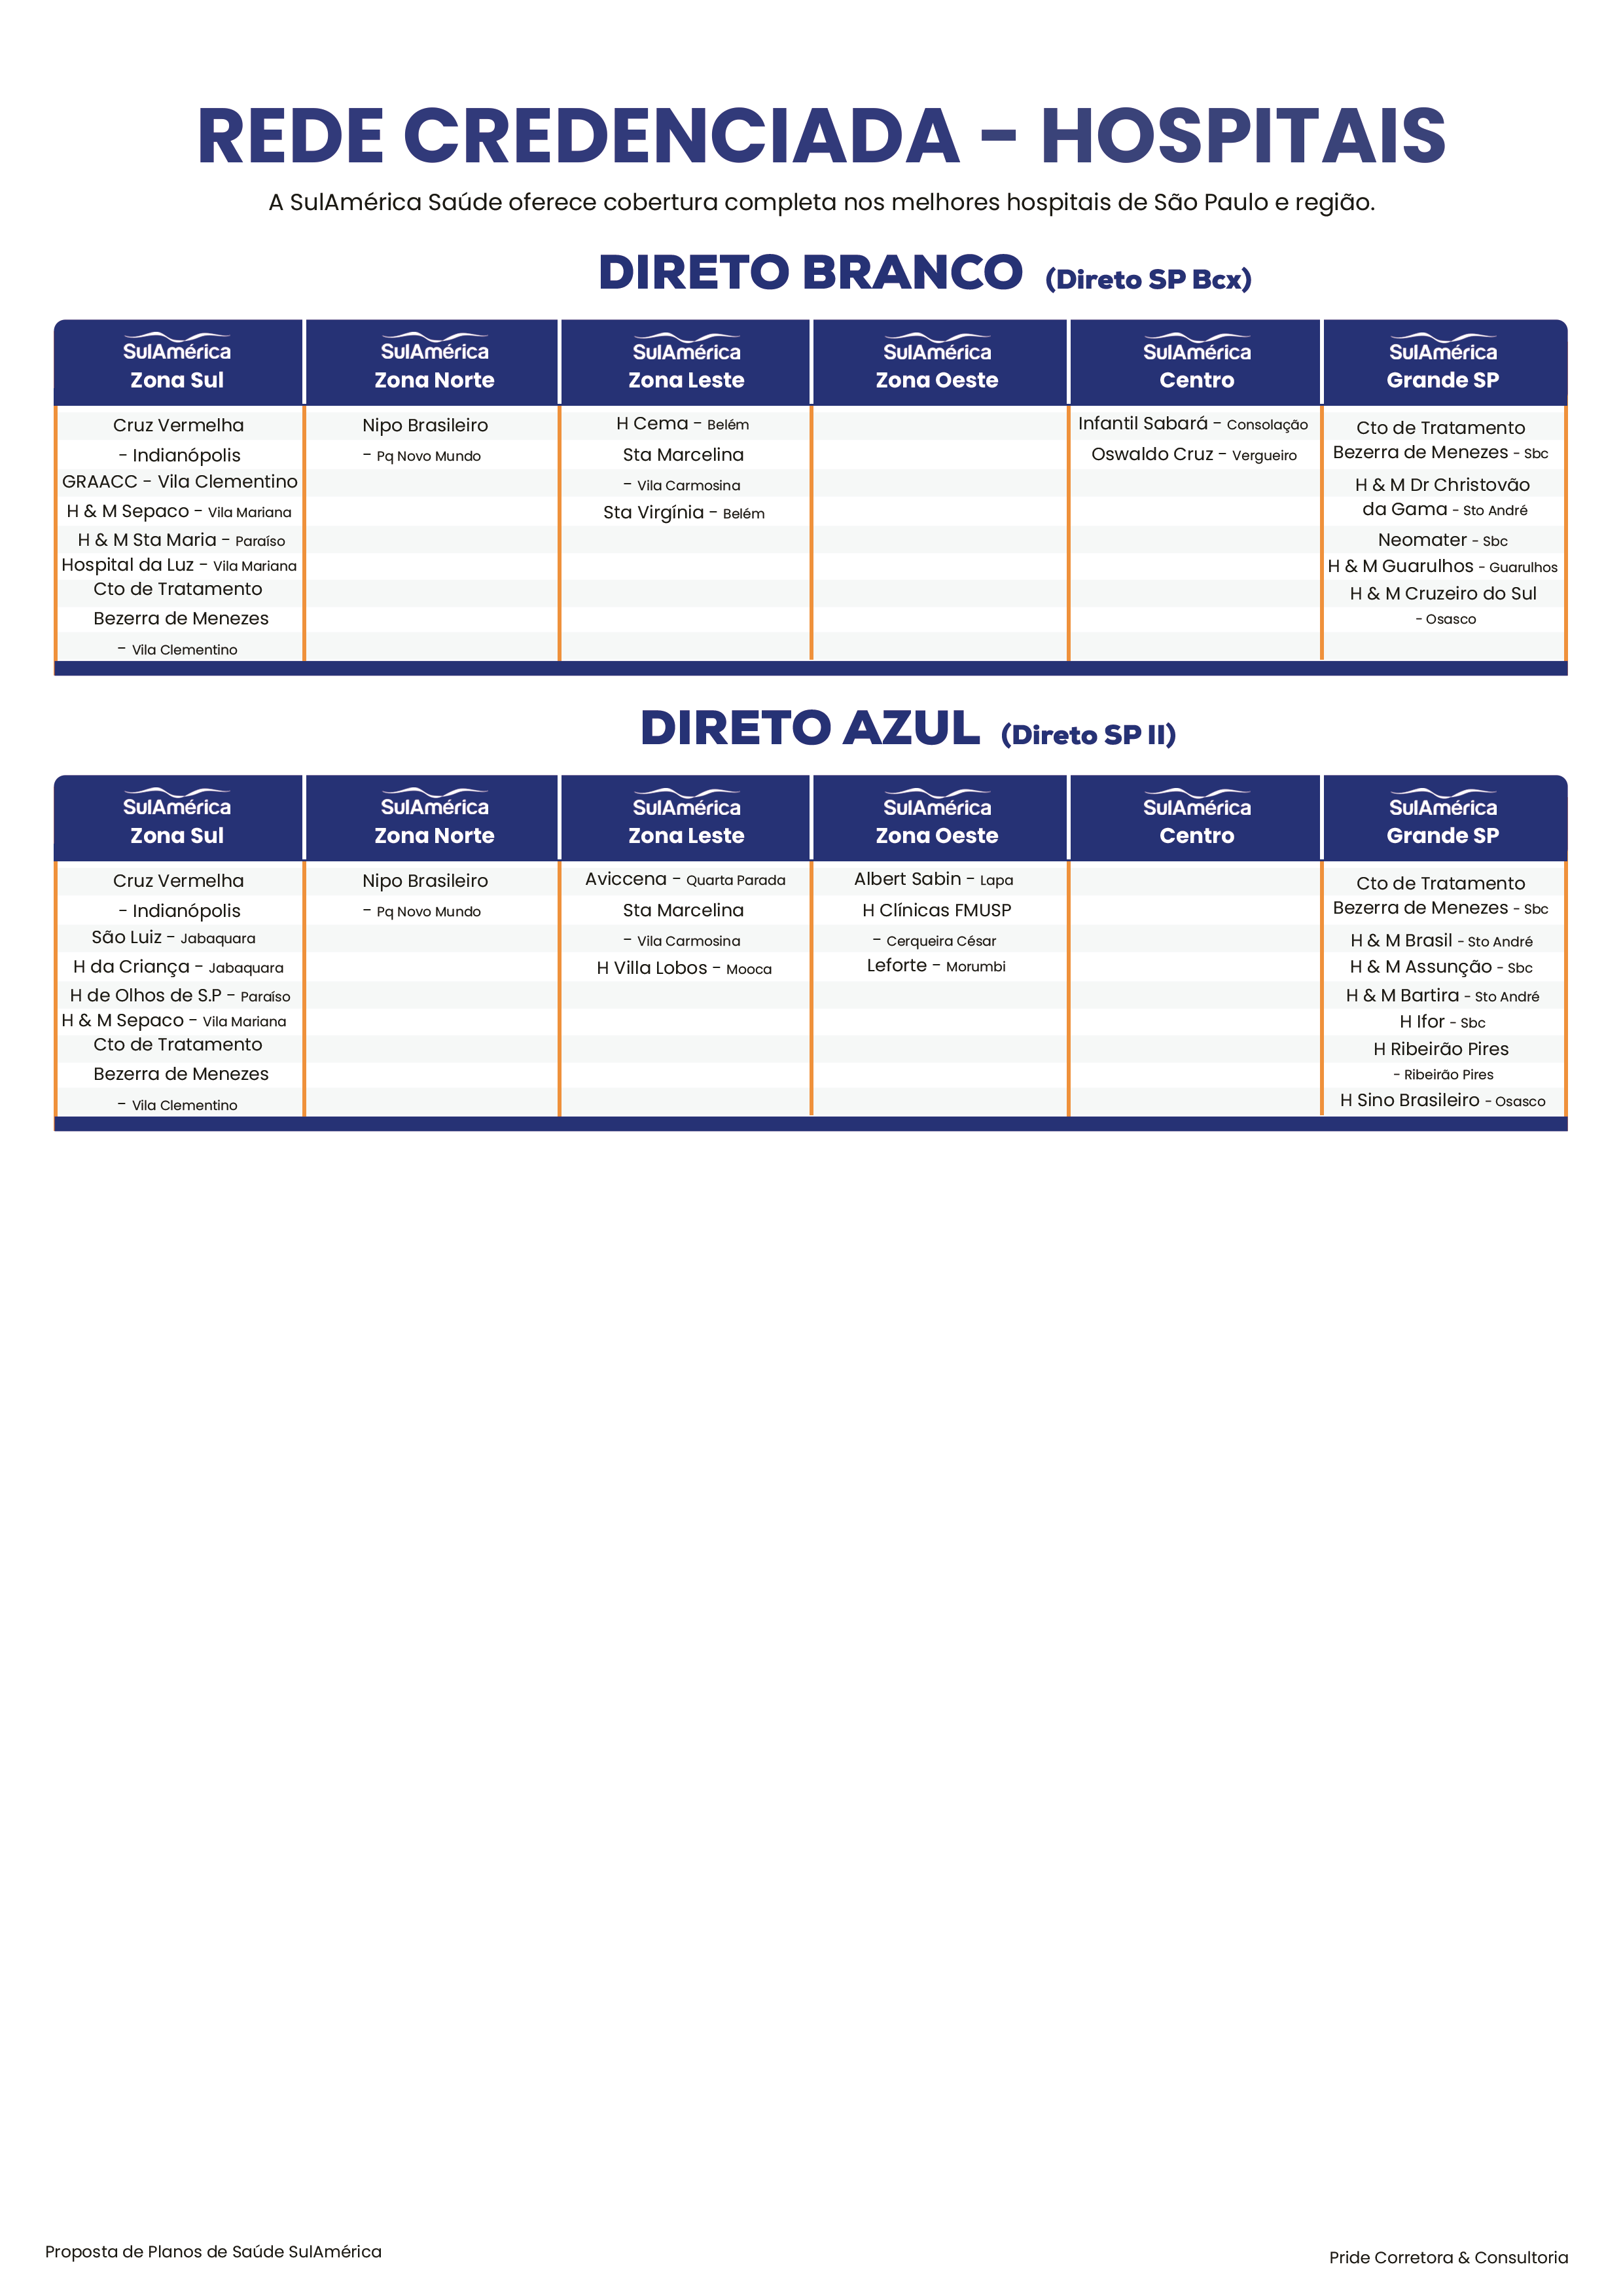 REDE CREDENCIADA - HOSPITAIS
A SulAmérica Saúde oferece cobertura completa nos melhores hospitais de São Paulo e região.
DIRETO BRANCO (Direto SP Bcx)
SulAmérica
Zona Sul
Cruz Vermelha
- Indianópolis
GRAACC - Vila Clementino
H & M Sepaco - Vila Mariana
H & M Sta Maria - Paraíso
Hospital da Luz - Vila Mariana
Cto de Tratamento
Bezerra de Menezes
- Vila Clementino
SulAmérica
Zona Norte
Nipo Brasileiro
- Pq Novo Mundo
SulAmérica
Zona Leste
H Cema - Belém
Sta Marcelina
- Vila Carmosina
Sta Virgínia - Belém
SulAmérica
Zona Oeste
SulAmérica
Centro
Infantil Sabará - Consolação
Oswaldo Cruz - Vergueiro
SulAmérica
Grande SP
Cto de Tratamento
Bezerra de Menezes - Sbc
H & M Dr Christovão
da Gama - Sto André
Neomater - Sbc
H & M Guarulhos - Guarulhos
H & M Cruzeiro do Sul
- Osasco
DIRETO AZUL (Direto SP II)
SulAmérica
Zona Sul
Cruz Vermelha
- Indianópolis
São Luiz - Jabaquara
H da Criança - Jabaquara
H de Olhos de S.P - Paraíso
H & M Sepaco - Vila Mariana
Cto de Tratamento
Bezerra de Menezes
- Vila Clementino
SulAmérica
Zona Norte
Nipo Brasileiro
- Pq Novo Mundo
SulAmérica
Zona Leste
Aviccena - Quarta Parada
Sta Marcelina
- Vila Carmosina
H Villa Lobos - Mooca
SulAmérica
Zona Oeste
Albert Sabin - Lapa
H Clínicas FMUSP
- Cerqueira César
Leforte - Morumbi
SulAmérica
Centro
SulAmérica
Grande SP
Cto de Tratamento
Bezerra de Menezes - Sbc
H & M Brasil - Sto André
H & M Assunção - Sbc
H & M Bartira - Sto André
H Ifor - Sbc
H Ribeirão Pires
- Ribeirão Pires
H Sino Brasileiro - Osasco
Proposta de Planos de Saúde SulAmérica
Pride Corretora & Consultoria